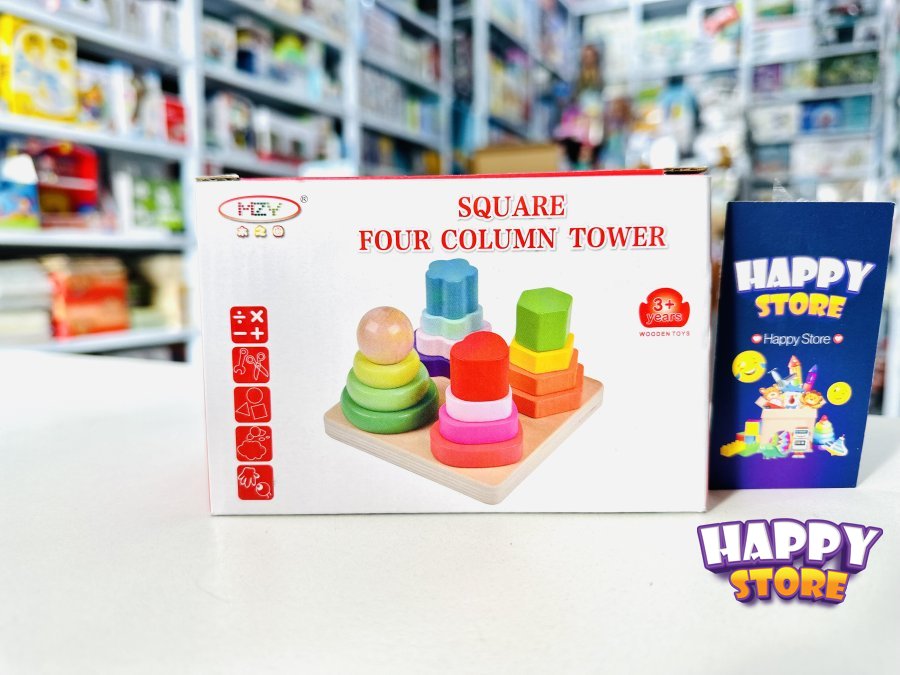 MZY
®
SQUARE
FOUR COLUMN TOWER
3+
years
WOODEN TOYS
÷ ×
− +
HAPPY
STORE
Happy Store
HAPPY
STORE